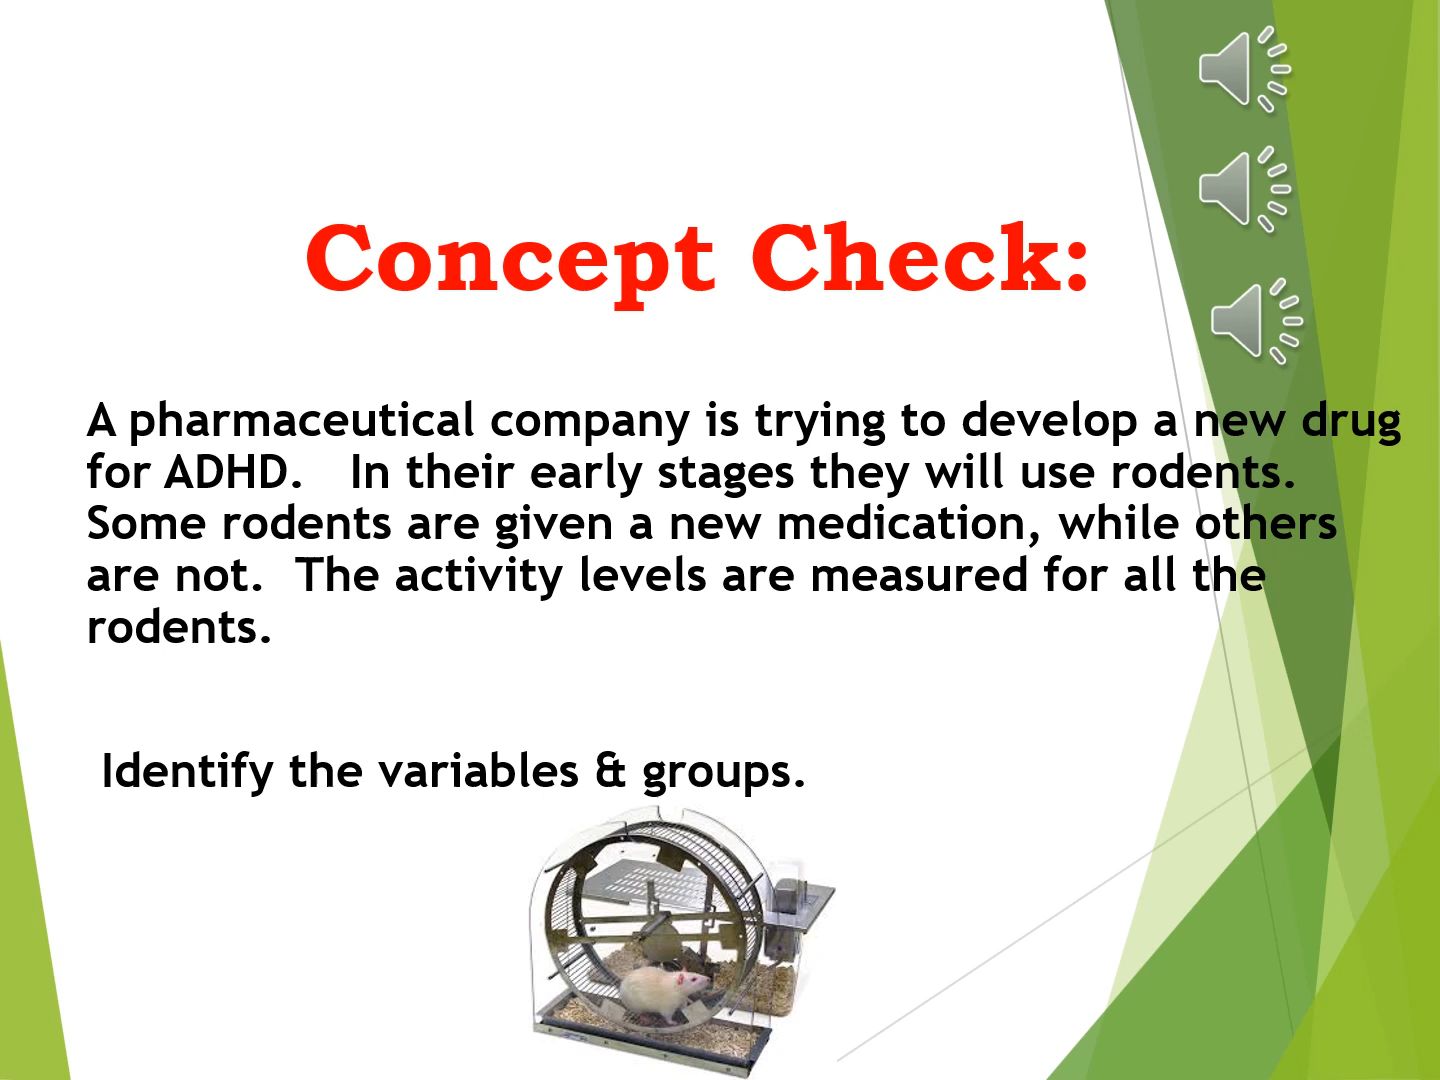 Concept Check:
A pharmaceutical company is trying to develop a new drug
for ADHD.   In their early stages they will use rodents.
Some rodents are given a new medication, while others
are not.  The activity levels are measured for all the
rodents.
Identify the variables & groups.